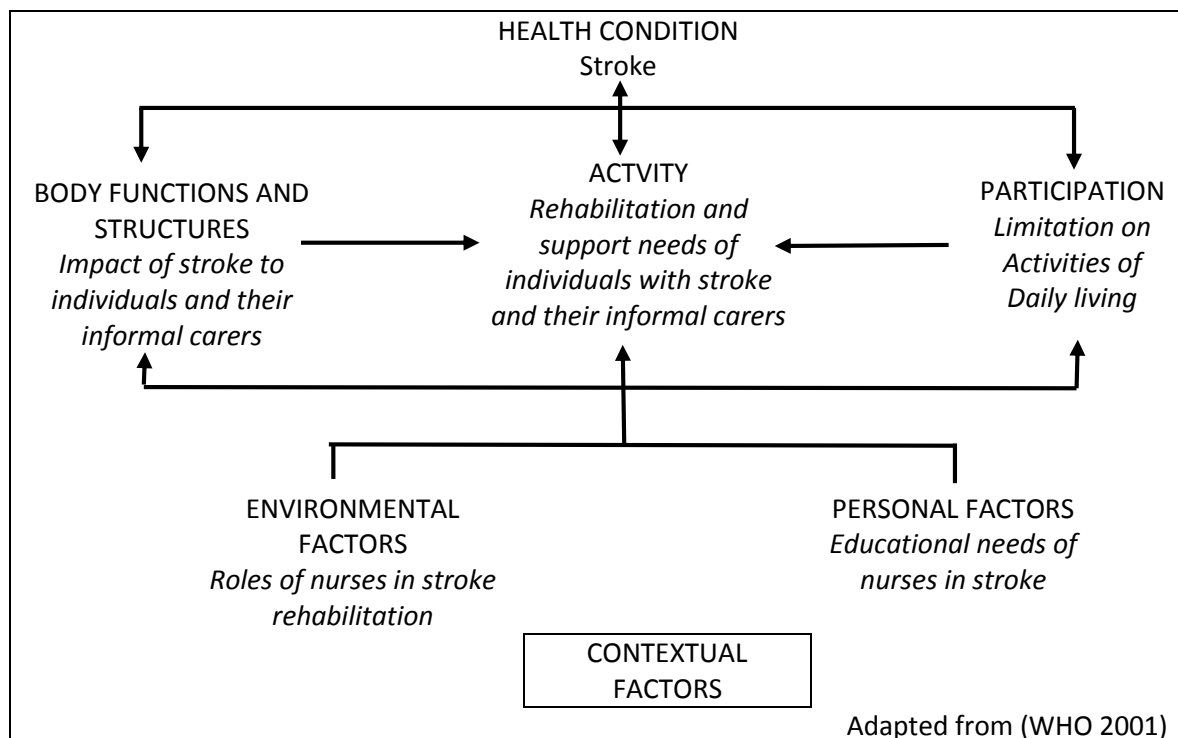 HEALTH CONDITION
Stroke
BODY FUNCTIONS AND
STRUCTURES
Impact of stroke to
individuals and their
informal carers
ACTVITY
Rehabilitation and
support needs of
individuals with stroke
and their informal carers
PARTICIPATION
Limitation on
Activities of
Daily living
ENVIRONMENTAL
FACTORS
Roles of nurses in stroke
rehabilitation
PERSONAL FACTORS
Educational needs of
nurses in stroke
CONTEXTUAL
FACTORS
Adapted from (WHO 2001)